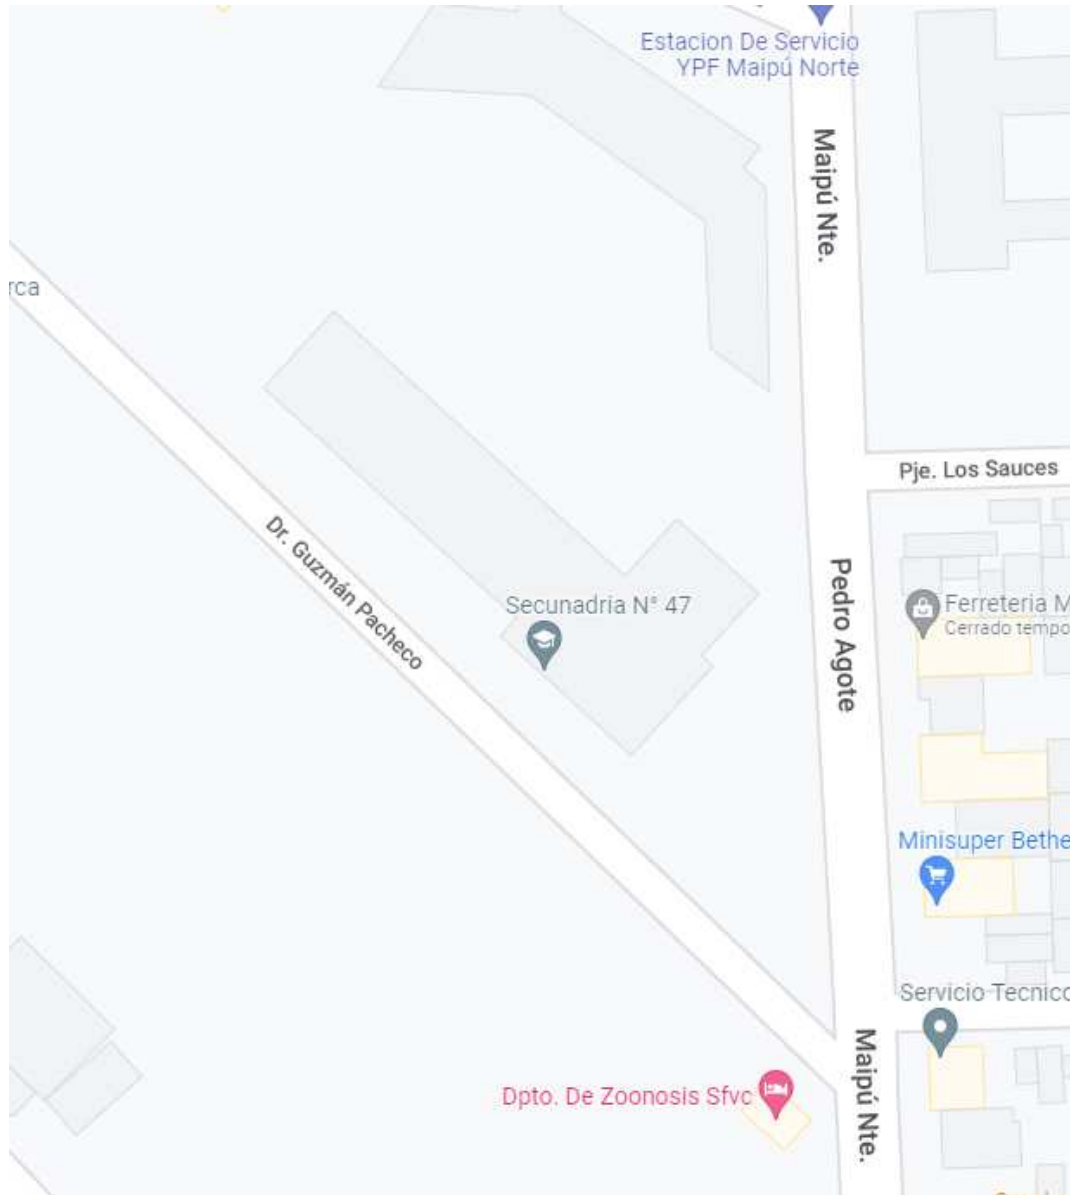 Estacion De Servicio
YPF Maipú Norte
Maipú Nte.
rca
Pje. Los Sauces
Dr. Guzmán Pacheco
Pedro Agote
Secunadria N° 47
Ferreteria M
Cerrado tempo
Minisuper Bethe
Servicio Tecnico
Maipú Nte.
Dpto. De Zoonosis Sfvc